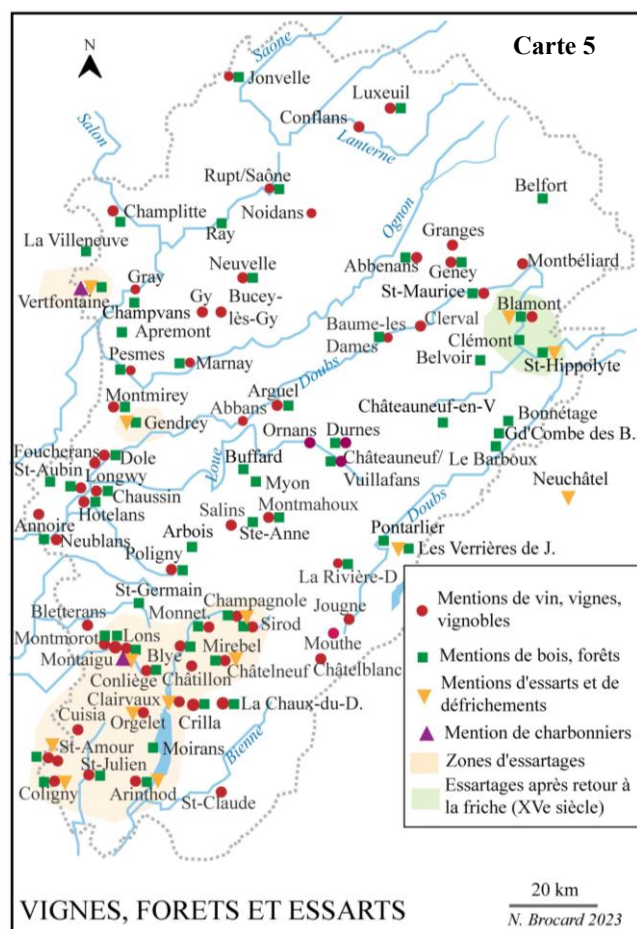 Carte 5
N
Saône
Jonvelle
Luxeuil
Conflans
Lanterne
Salon
Rupt/Saône
Belfort
Ognon
Champlitte
Noidans
Ray
Granges
La Villeneuve
Abbenans
Geney
Montbéliard
Neuvelle
Gray
St-Maurice
Vertfontaine
Gy
Bucey-
lès-Gy
Blamont
Champvans
Baume-les
Dames
Clerval
Apremont
Clémont
Belvoir
Pesmes
Marnay
Doubs
St-Hippolyte
Montmirey
Arguel
Châteauneuf-en-V
Bonnétage
Gendrey
Abbans
Ornans
Durnes
Gd'Combe des B.
Foucherans
Dole
Loue
Buffard
Châteauneuf/
Vuillafans
Le Barboux
St-Aubin
Longwy
Myon
Chaussin
Doubs
Neuchâtel
Hotelans
Salins
Montmahoux
Annoire
Ste-Anne
Pontarlier
Neublans
Arbois
Les Verrières de J.
Poligny
La Rivière-D
St-Germain
Champagnole
Bletterans
Monnet.
Sirod
Jougne
Montmorot
Lons
Mirebel
Mouthe
Montaigu
Blye
Châtelneuf
Châtelblanc
Conliège
Châtillon
Clairvaux
La Chaux-du-D.
Cuisia
Orgelet
Crilla
St-Amour
Moirans
Bienne
St-Julien
Coligny
Arinthod
St-Claude
Mentions de vin, vignes,
vignobles
Mentions de bois, forêts
Mentions d'essarts et de
défrichements
Mention de charbonniers
Zones d'essartages
Essartages après retour à
la friche (XVe siècle)
20 km
VIGNES, FORETS ET ESSARTS
N. Brocard 2023